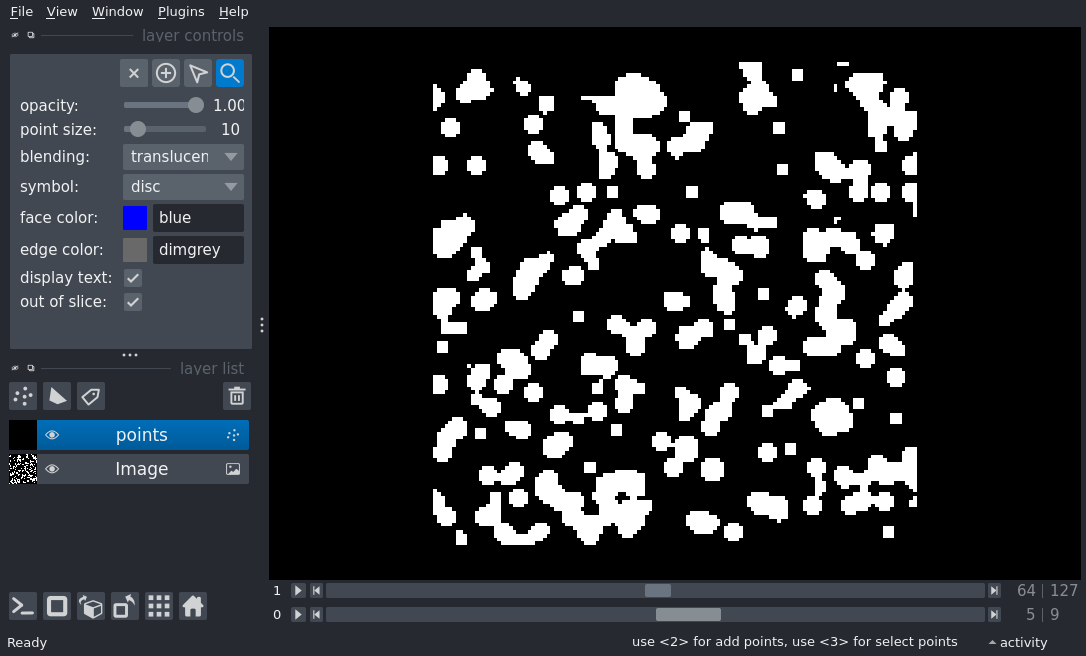 File View Window Plugins Help
layer controls
opacity: 1.00
point size: 10
blending: translucen
symbol: disc
face color: blue
edge color: dimgrey
display text:
out of slice:
layer list
points
Image
1 64 | 127
0 5 | 9
Ready use <2> for add points, use <3> for select points activity